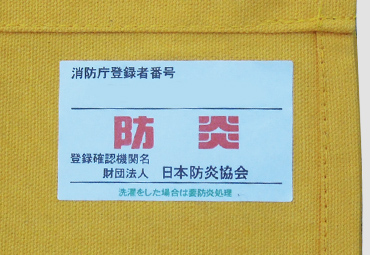 消防庁登録者番号
防炎
登録確認機関名
財団法人 日本防炎協会
洗濯をした場合は要防炎処理